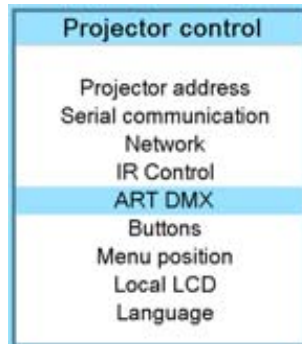 Projector control
Projector address
Serial communication
Network
IR Control
ART DMX
Buttons
Menu position
Local LCD
Language